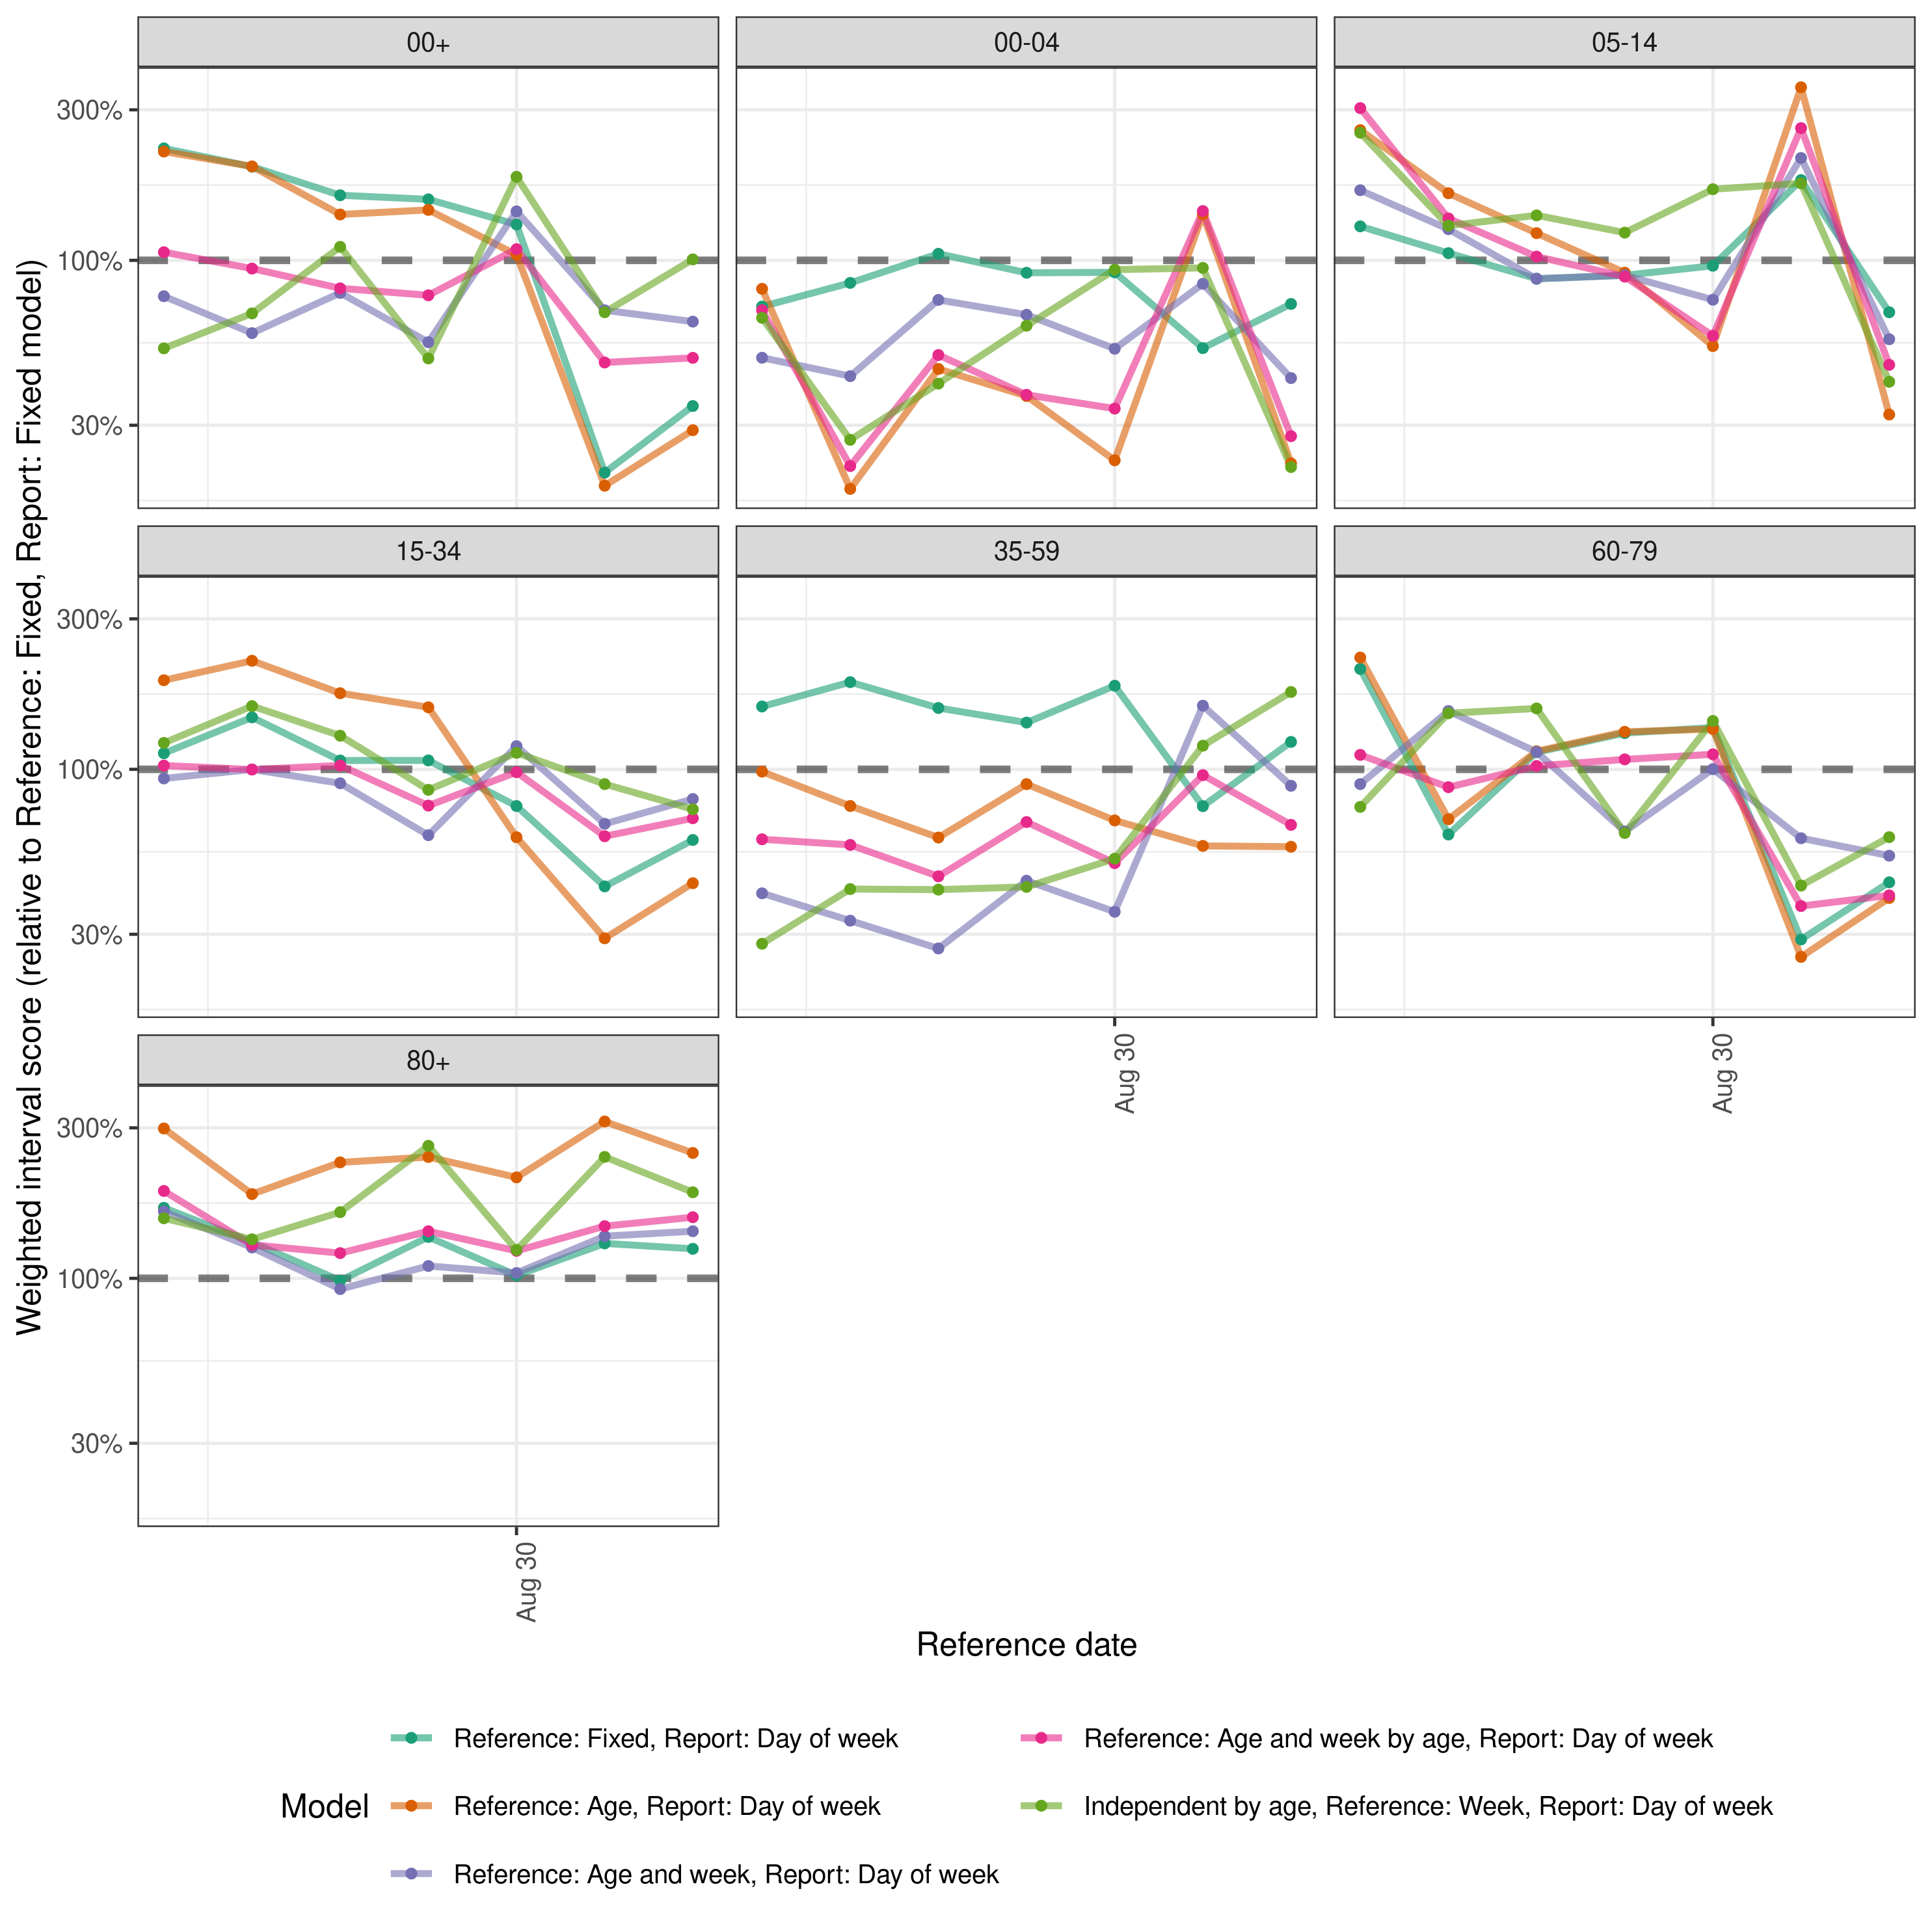 Weighted interval score (relative to Reference: Fixed, Report: Fixed model)
00+
00-04
05-14
300%
100%
30%
15-34
35-59
60-79
300%
100%
30%
Aug 30
Aug 30
80+
300%
100%
30%
Aug 30
Reference date
Model
Reference: Fixed, Report: Day of week
Reference: Age, Report: Day of week
Reference: Age and week, Report: Day of week
Reference: Age and week by age, Report: Day of week
Independent by age, Reference: Week, Report: Day of week